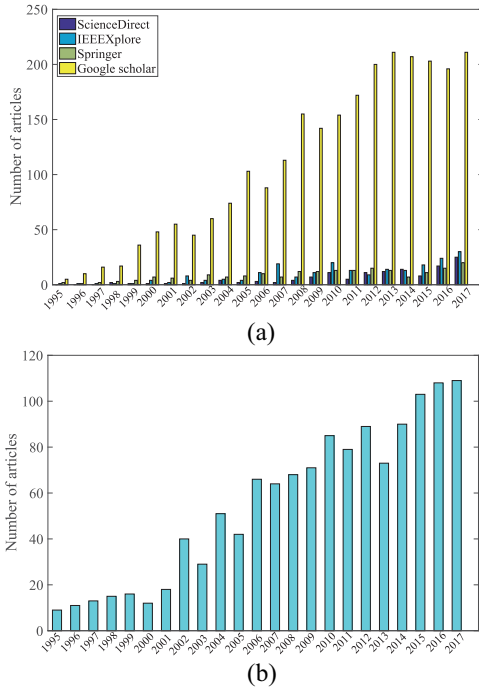 ScienceDirect
IEEEXplore
Springer
Google scholar
Number of articles
250
200
150
100
50
0
1995 1996 1997 1998 1999 2000 2001 2002 2003 2004 2005 2006 2007 2008 2009 2010 2011 2012 2013 2014 2015 2016 2017
(a)
Number of articles
120
100
80
60
40
20
0
1995 1996 1997 1998 1999 2000 2001 2002 2003 2004 2005 2006 2007 2008 2009 2010 2011 2012 2013 2014 2015 2016 2017
(b)